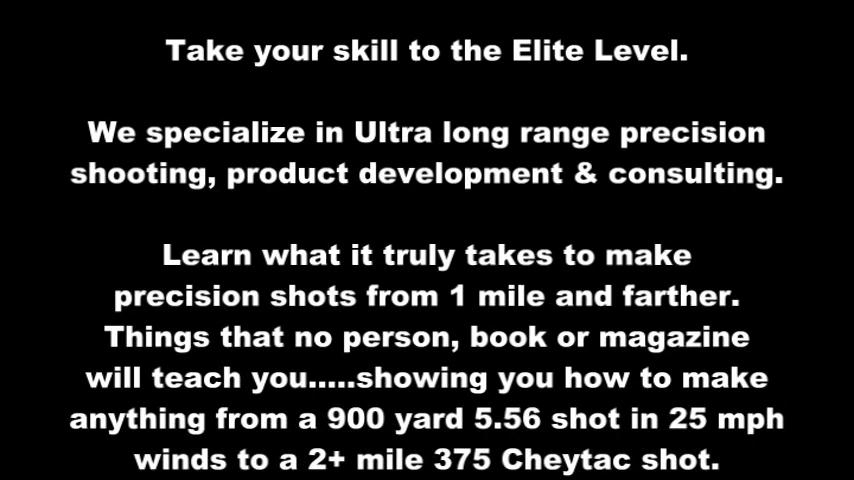 Take your skill to the Elite Level.
We specialize in Ultra long range precision
shooting, product development & consulting.
Learn what it truly takes to make
precision shots from 1 mile and farther.
Things that no person, book or magazine
will teach you.....showing you how to make
anything from a 900 yard 5.56 shot in 25 mph
winds to a 2+ mile 375 Cheytac shot.